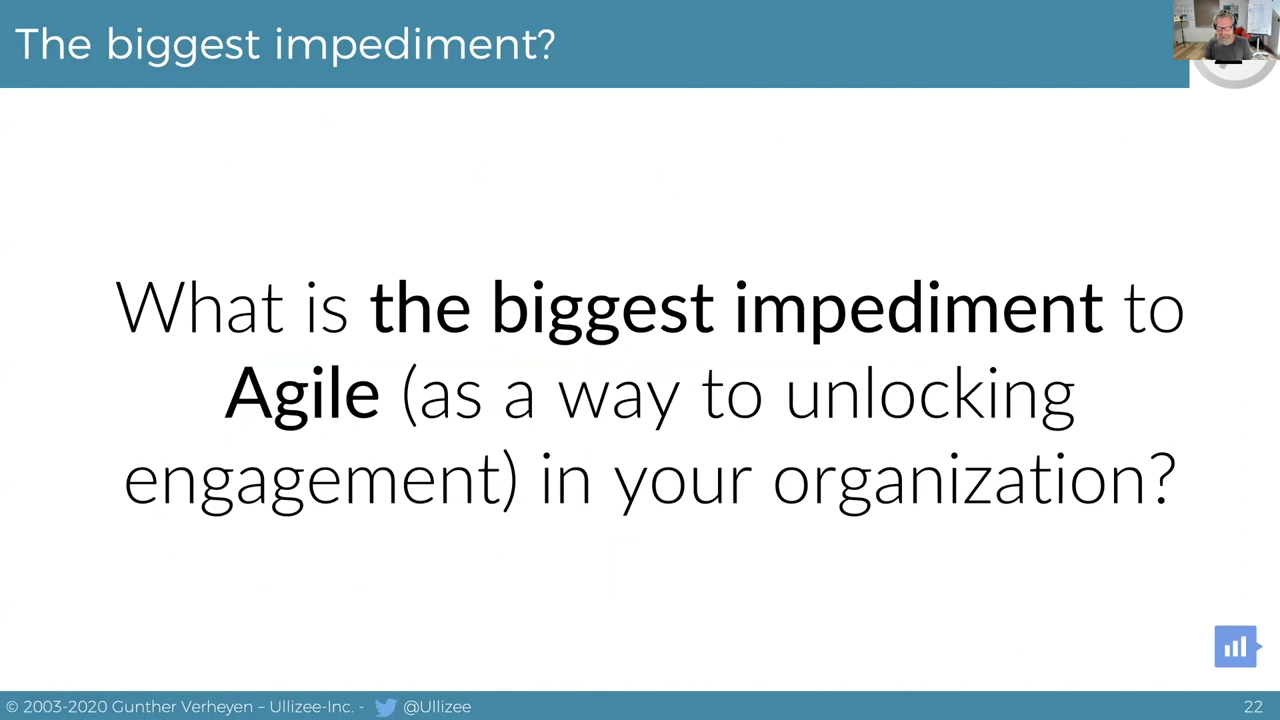 The biggest impediment?
What is the biggest impediment to
Agile (as a way to unlocking
engagement) in your organization?
© 2003-2020 Gunther Verheyen – Ullizee-Inc. - @Ullizee
22